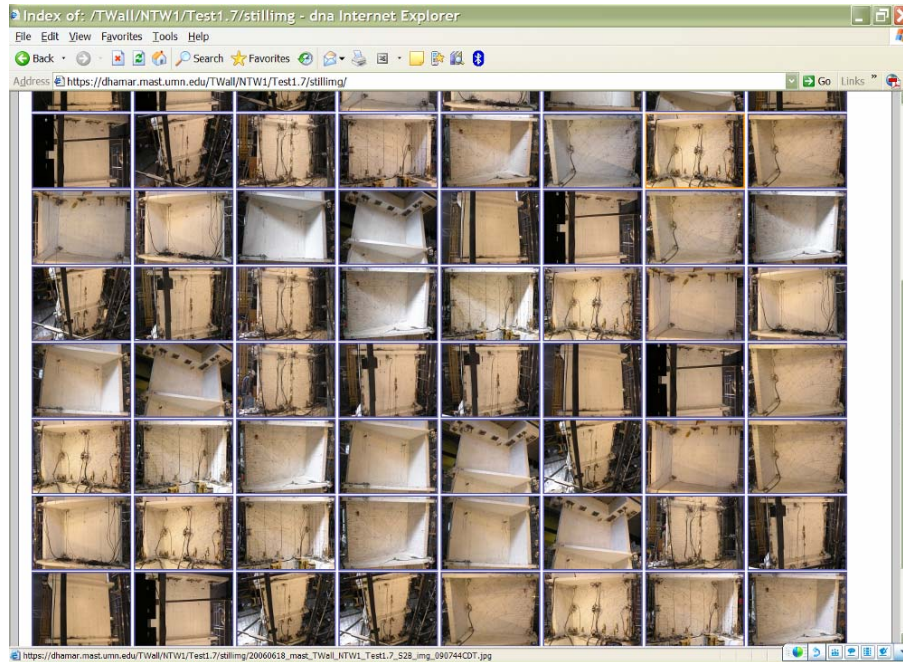 Index of: /TWall/NTW1/Test1.7/stillimg - dna Internet Explorer
File Edit View Favorites Tools Help
Back Search Favorites
Address https://dhamar.mast.umn.edu/TWall/NTW1/Test1.7/stillimg/ Go Links »
https://dhamar.mast.umn.edu/TWall/NTW1/Test1.7/stillimg/20060618_mast_TWall_NTW1_Test1.7_S2B_img_090744CDT.jpg